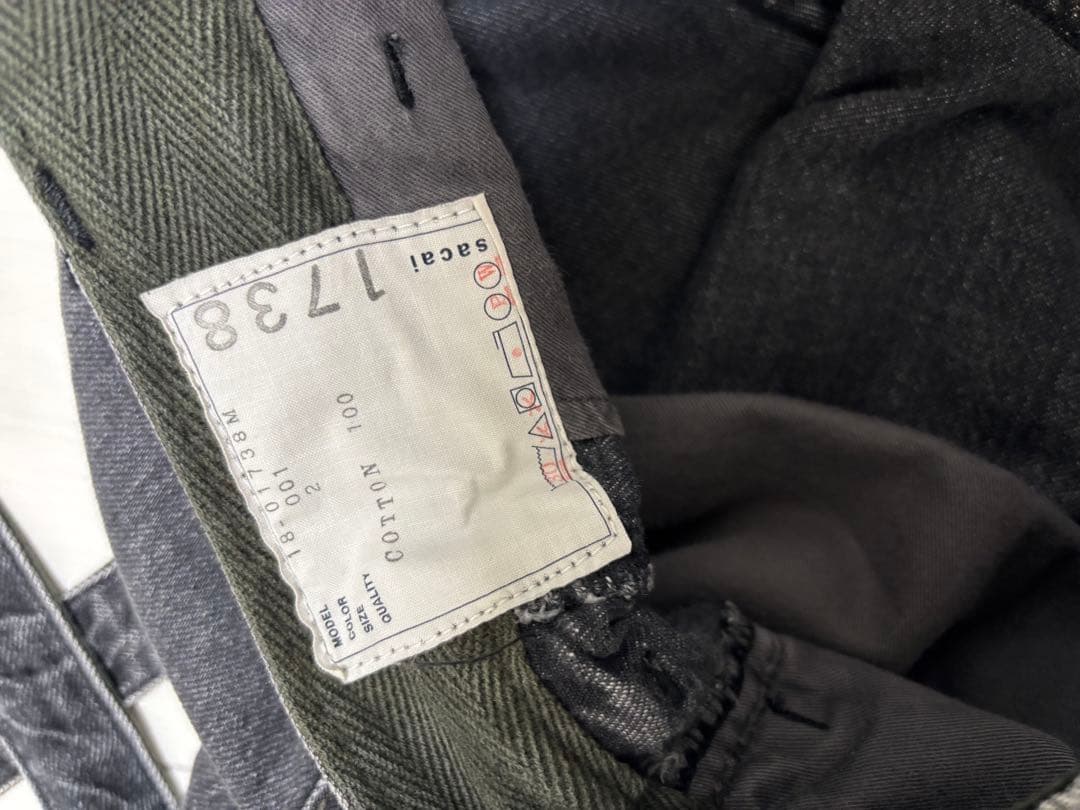 sacai
1738
MODEL 18-01738M
COLOR 001
SIZE 2
QUALITY
COTTON 100
P W